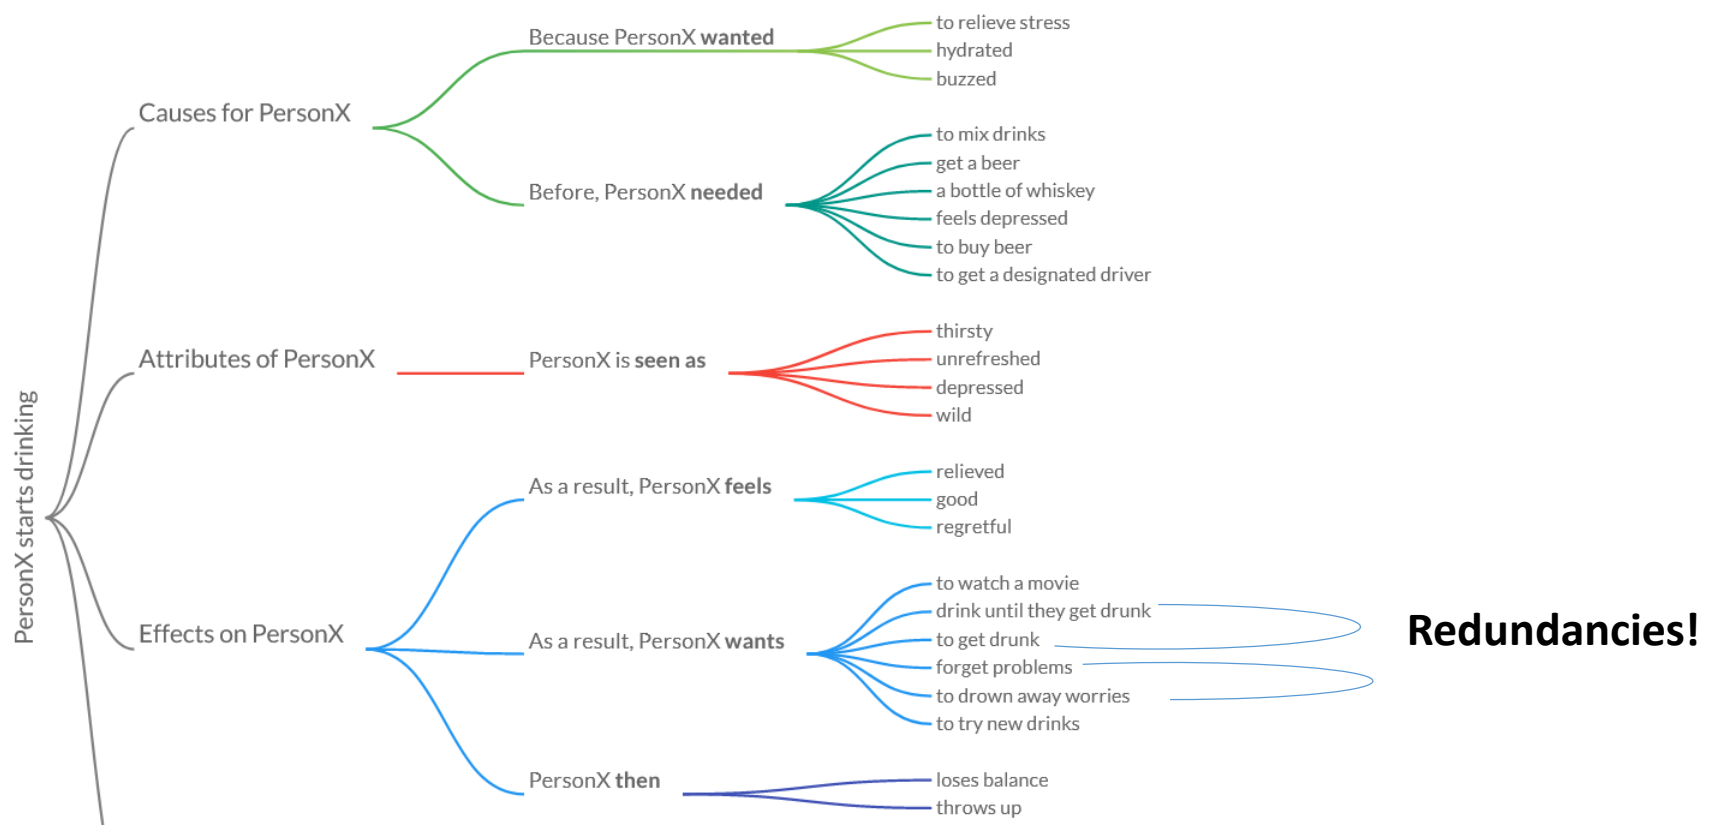 PersonX starts drinking
Causes for PersonX
Because PersonX wanted
to relieve stress
hydrated
buzzed
Before, PersonX needed
to mix drinks
get a beer
a bottle of whiskey
feels depressed
to buy beer
to get a designated driver
Attributes of PersonX
PersonX is seen as
thirsty
unrefreshed
depressed
wild
Effects on PersonX
As a result, PersonX feels
relieved
good
regretful
As a result, PersonX wants
to watch a movie
drink until they get drunk
to get drunk
forget problems
to drown away worries
to try new drinks
Redundancies!
PersonX then
loses balance
throws up